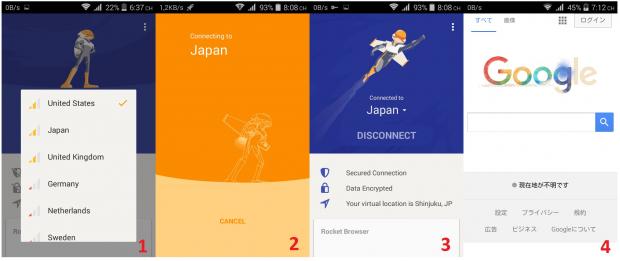 0B/s 22% 6:37 CH
United States
Japan
United Kingdom
Germany
Netherlands
Sweden
Ro
1
1,2KB/s 93% 8:08 CH
Connecting to
Japan
CANCEL
2
0B/s 93% 8:08 CH
Connected to
Japan
DISCONNECT
Secured Connection
Data Encrypted
Your virtual location is Shinjuku, JP
Rocket Browser
3
0B/s 45% 7:12 CH
すべて 画像 ログイン
Google
現在地が不明です
設定 プライバシー 規約
広告 ビジネス Googleについて
4